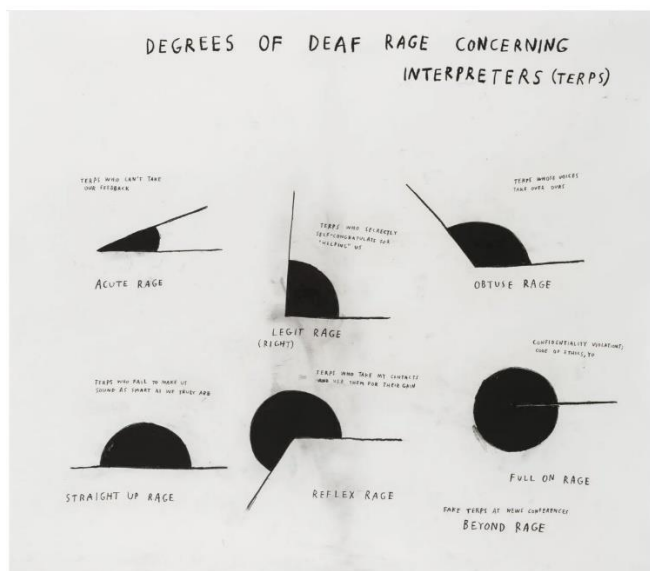 DEGREES OF DEAF RAGE CONCERNING
INTERPRETERS (TERPS)
TERPS WHO CAN'T TAKE
OUR FEEDBACK
ACUTE RAGE
TERPS WHO SECRETLY
SELF-CONGRATULATE FOR
"HELPING" US
LEGIT RAGE
(RIGHT)
TERPS WHOSE VOICES
TAKE OVER OURS
OBTUSE RAGE
TERPS WHO FAIL TO MAKE US
SOUND AS SMART AS WE TRULY ARE
STRAIGHT UP RAGE
TERPS WHO TAKE MY CONTACTS
AND USE THEM FOR THEIR GAIN
REFLEX RAGE
CONFIDENTIALITY VIOLATIONS;
CODE OF ETHICS, YO
FULL ON RAGE
FAKE TERPS AT NEWS CONFERENCES
BEYOND RAGE